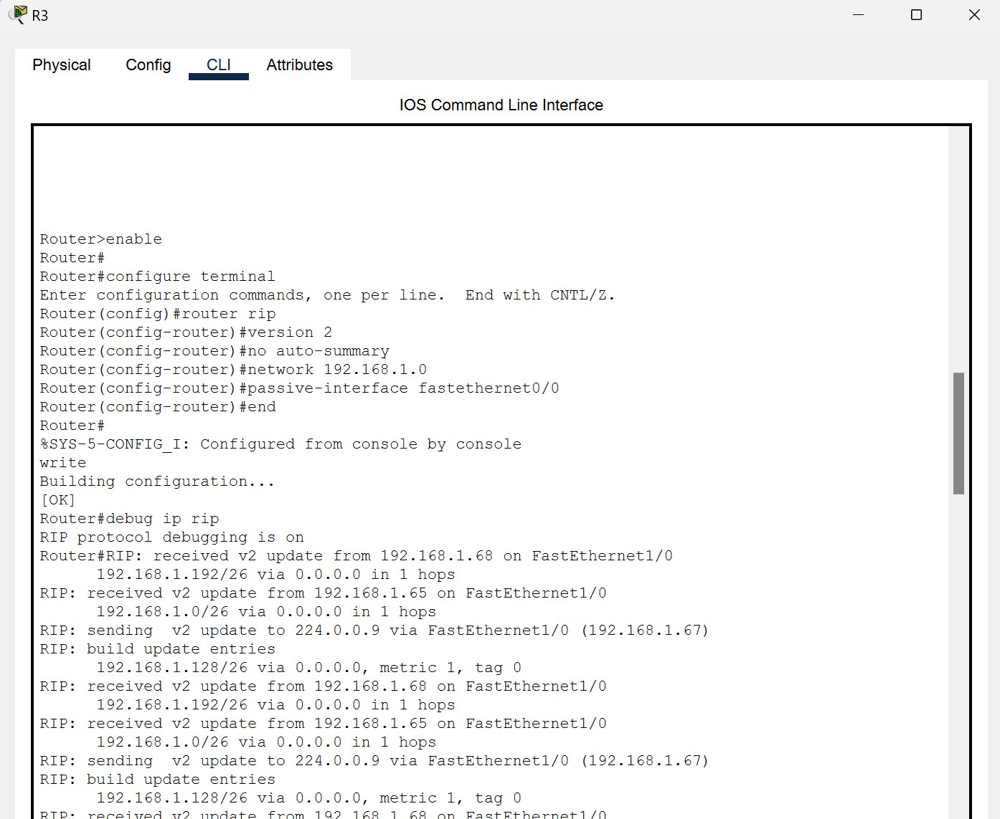 R3
Physical Config CLI Attributes
IOS Command Line Interface
Router>enable
Router#
Router#configure terminal
Enter configuration commands, one per line.  End with CNTL/Z.
Router(config)#router rip
Router(config-router)#version 2
Router(config-router)#no auto-summary
Router(config-router)#network 192.168.1.0
Router(config-router)#passive-interface fastethernet0/0
Router(config-router)#end
Router#
%SYS-5-CONFIG_I: Configured from console by console
write
Building configuration...
[OK]
Router#debug ip rip
RIP protocol debugging is on
Router#RIP: received v2 update from 192.168.1.68 on FastEthernet1/0
      192.168.1.192/26 via 0.0.0.0 in 1 hops
RIP: received v2 update from 192.168.1.65 on FastEthernet1/0
      192.168.1.0/26 via 0.0.0.0 in 1 hops
RIP: sending  v2 update to 224.0.0.9 via FastEthernet1/0 (192.168.1.67)
RIP: build update entries
      192.168.1.128/26 via 0.0.0.0, metric 1, tag 0
RIP: received v2 update from 192.168.1.68 on FastEthernet1/0
      192.168.1.192/26 via 0.0.0.0 in 1 hops
RIP: received v2 update from 192.168.1.65 on FastEthernet1/0
      192.168.1.0/26 via 0.0.0.0 in 1 hops
RIP: sending  v2 update to 224.0.0.9 via FastEthernet1/0 (192.168.1.67)
RIP: build update entries
      192.168.1.128/26 via 0.0.0.0, metric 1, tag 0
RIP: received v2 update from 192.168.1.68 on FastEthernet1/0